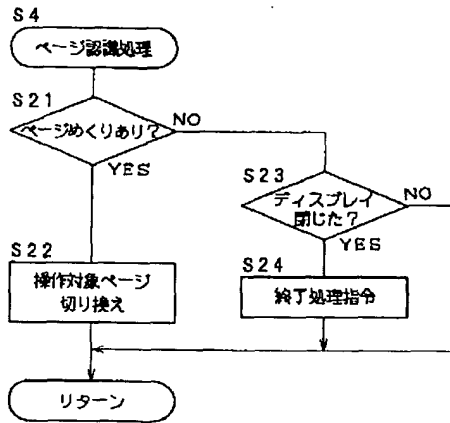 S4
ページ認識処理
S21
ページめくりあり？
NO
YES
S23
ディスプレイ
閉じた？
NO
YES
S22
操作対象ページ
切り換え
S24
終了処理指令
リターン